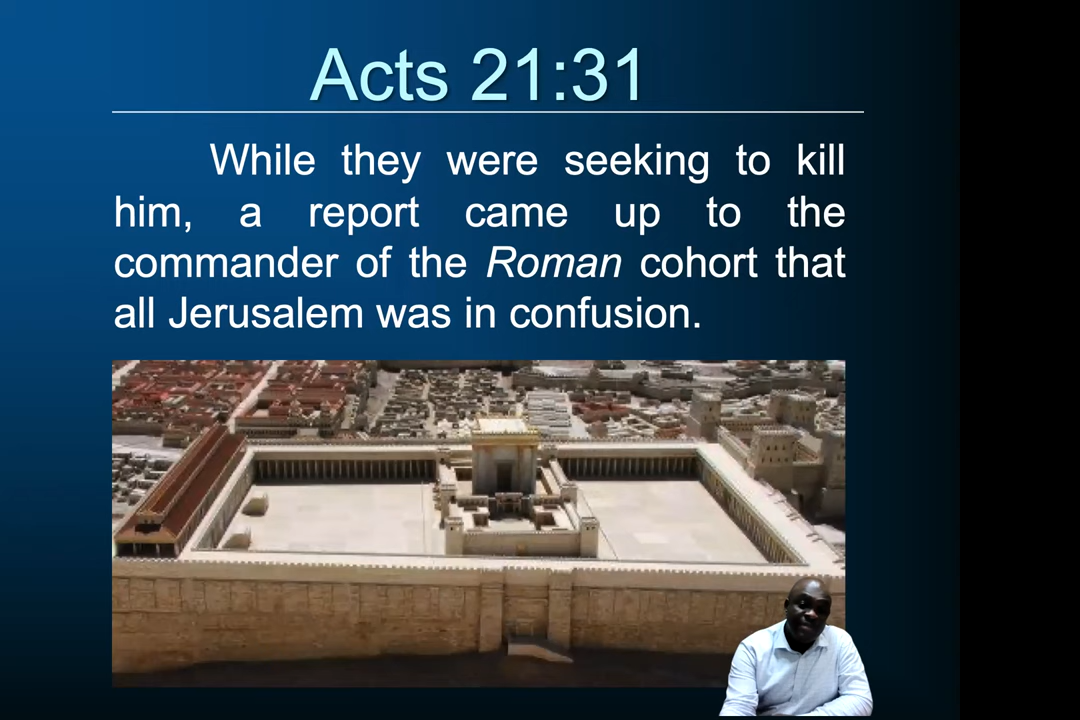 Acts 21:31
While they were seeking to kill
him, a report came up to the
commander of the Roman cohort that
all Jerusalem was in confusion.